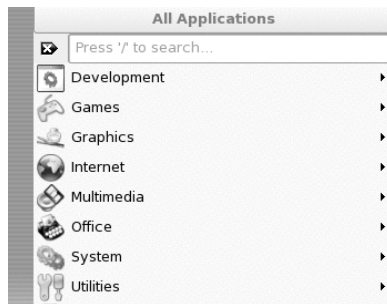 All Applications
Press '/' to search...
Development
Games
Graphics
Internet
Multimedia
Office
System
Utilities